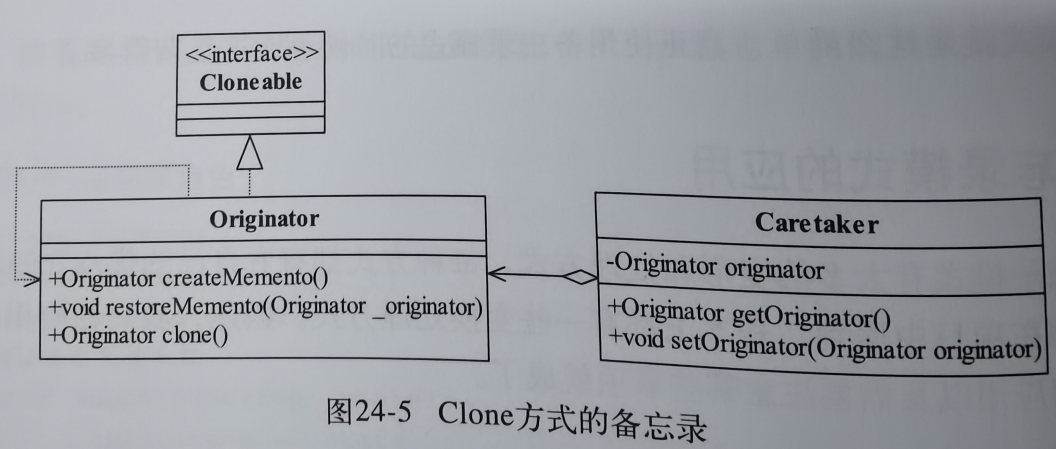 <<interface>>
Cloneable
Originator
+Originator createMemento()
+void restoreMemento(Originator _originator)
+Originator clone()
Caretaker
-Originator originator
+Originator getOriginator()
+void setOriginator(Originator originator)
图24-5 Clone方式的备忘录